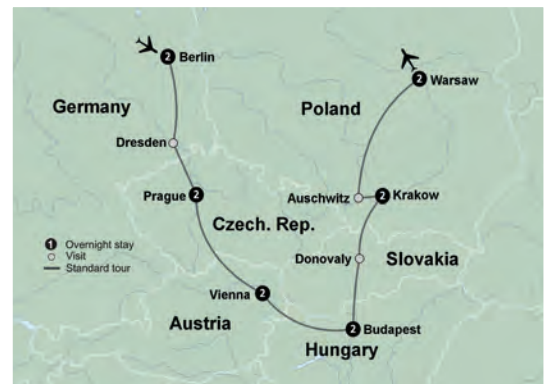 2 Berlin
2 Warsaw
Germany
Poland
Dresden
Prague 2
Auschwitz
2 Krakow
Czech. Rep.
1 Overnight stay
Visit
Standard tour
Donovaly
Slovakia
Vienna 2
Austria
2 Budapest
Hungary